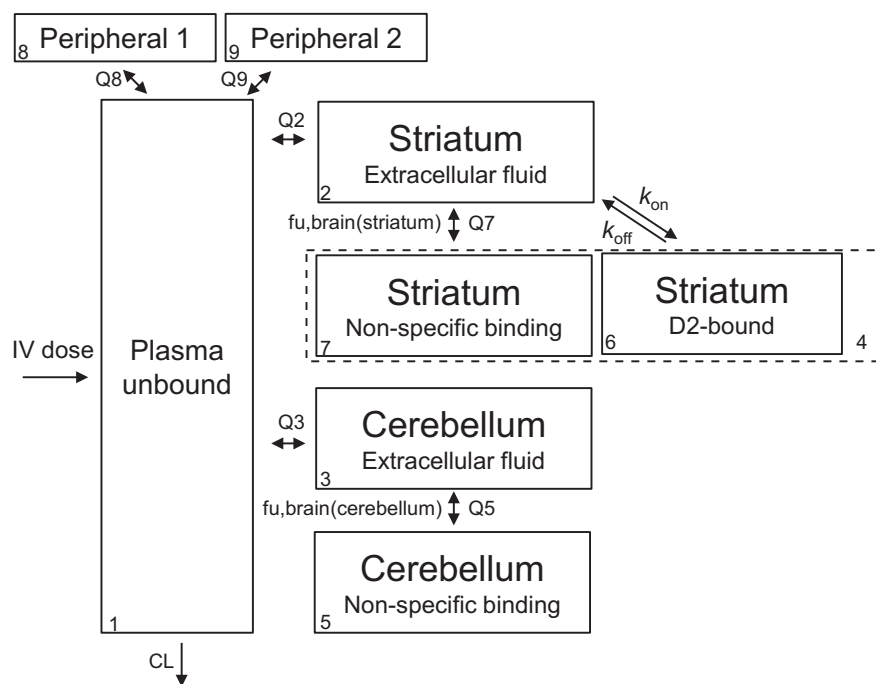 8 Peripheral 1
9 Peripheral 2
Q8
Q9
Q2
Striatum
Extracellular fluid
2
kon
koff
fu,brain(striatum) Q7
Striatum
Non-specific binding
7
Striatum
D2-bound
6
4
IV dose
Plasma
unbound
Q3
Cerebellum
Extracellular fluid
3
fu,brain(cerebellum) Q5
Cerebellum
Non-specific binding
5
1
CL